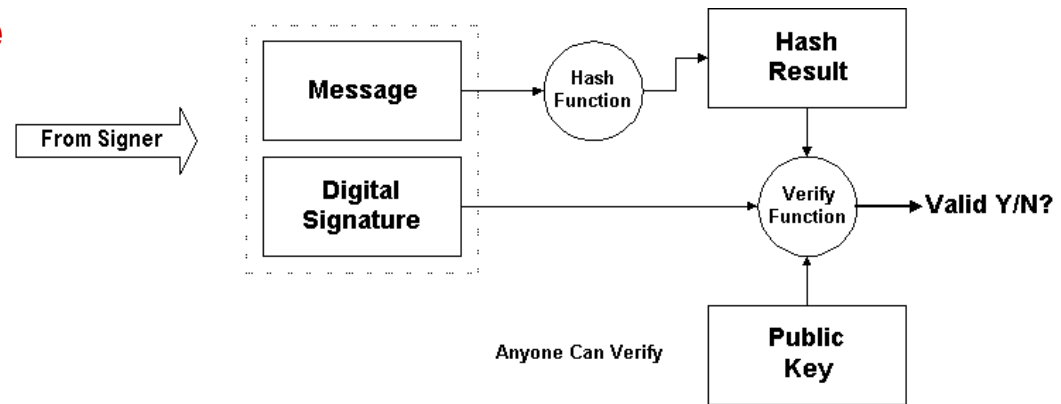 e
From Signer
Message
Digital
Signature
Hash
Function
Hash
Result
Verify
Function
Valid Y/N?
Public
Key
Anyone Can Verify